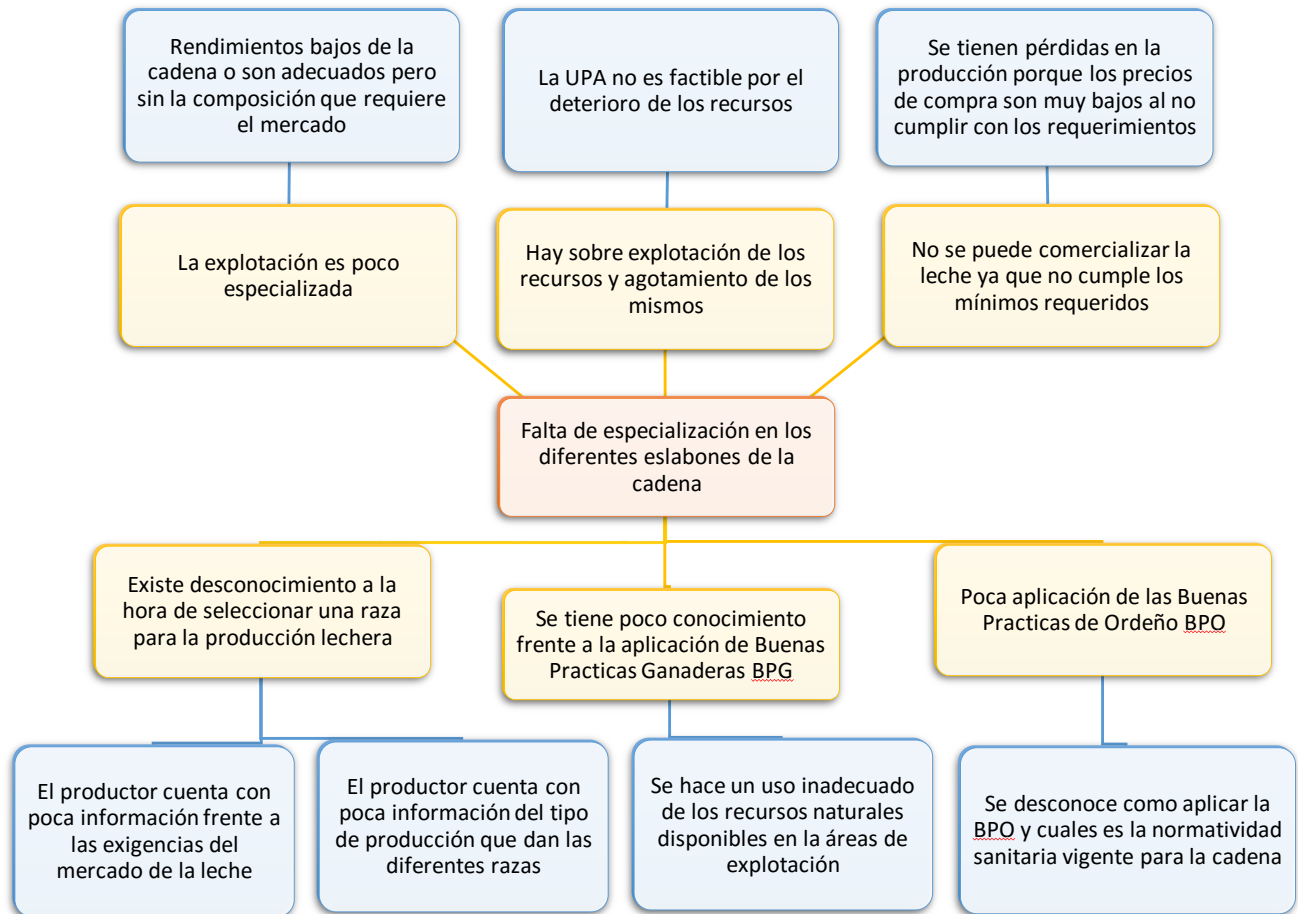 Rendimientos bajos de la
cadena o son adecuados pero
sin la composición que requiere
el mercado
La UPA no es factible por el
deterioro de los recursos
Se tienen pérdidas en la
producción porque los precios
de compra son muy bajos al no
cumplir con los requerimientos
La explotación es poco
especializada
Hay sobre explotación de los
recursos y agotamiento de los
mismos
No se puede comercializar la
leche ya que no cumple los
mínimos requeridos
Falta de especialización en los
diferentes eslabones de la
cadena
Existe desconocimiento a la
hora de seleccionar una raza
para la producción lechera
Se tiene poco conocimiento
frente a la aplicación de Buenas
Practicas Ganaderas BPG
Poca aplicación de las Buenas
Practicas de Ordeño BPO
El productor cuenta con
poca información frente a
las exigencias del
mercado de la leche
El productor cuenta con
poca información del tipo
de producción que dan las
diferentes razas
Se hace un uso inadecuado
de los recursos naturales
disponibles en la áreas de
explotación
Se desconoce como aplicar la
BPO y cuales es la normatividad
sanitaria vigente para la cadena